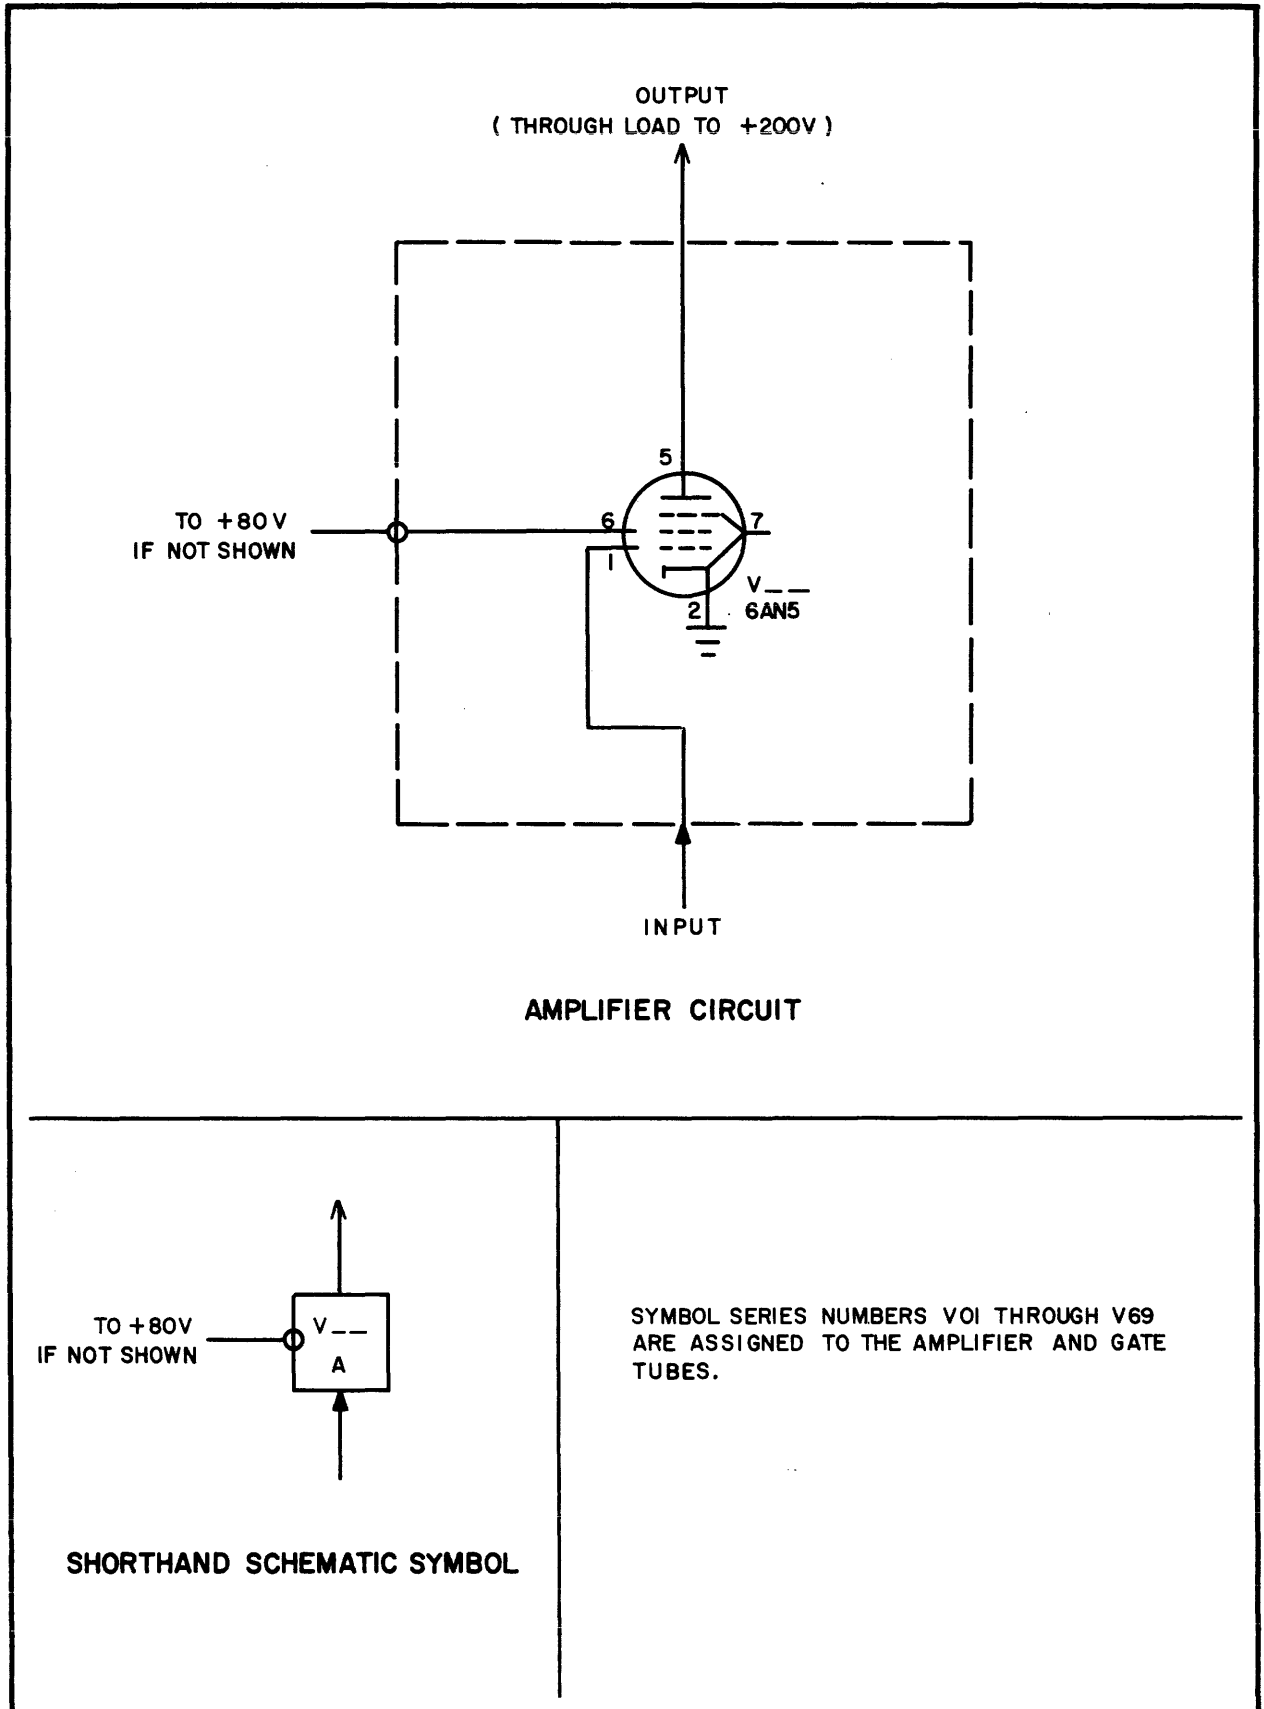 OUTPUT
( THROUGH LOAD TO +200V )
5
TO +80V
IF NOT SHOWN
6
7
1
V_ _
2
6AN5
INPUT
AMPLIFIER CIRCUIT
TO +80V
IF NOT SHOWN
V_ _
A
SHORTHAND SCHEMATIC SYMBOL
SYMBOL SERIES NUMBERS V01 THROUGH V69
ARE ASSIGNED TO THE AMPLIFIER AND GATE
TUBES.